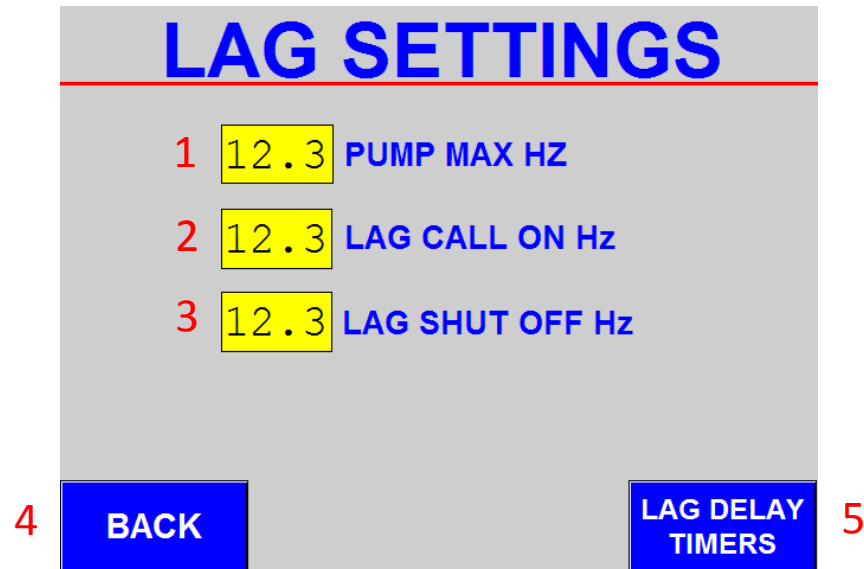 LAG SETTINGS
1 12.3 PUMP MAX HZ
2 12.3 LAG CALL ON Hz
3 12.3 LAG SHUT OFF Hz
4 BACK
LAG DELAY
TIMERS
5